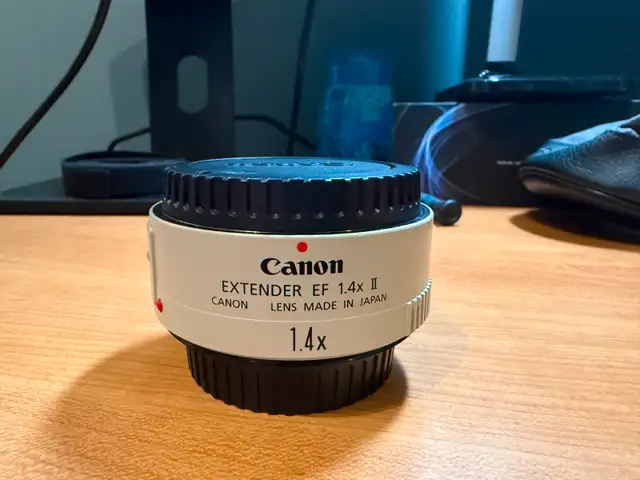 Canon
EXTENDER EF 1.4x II
CANON LENS MADE IN JAPAN
1.4x